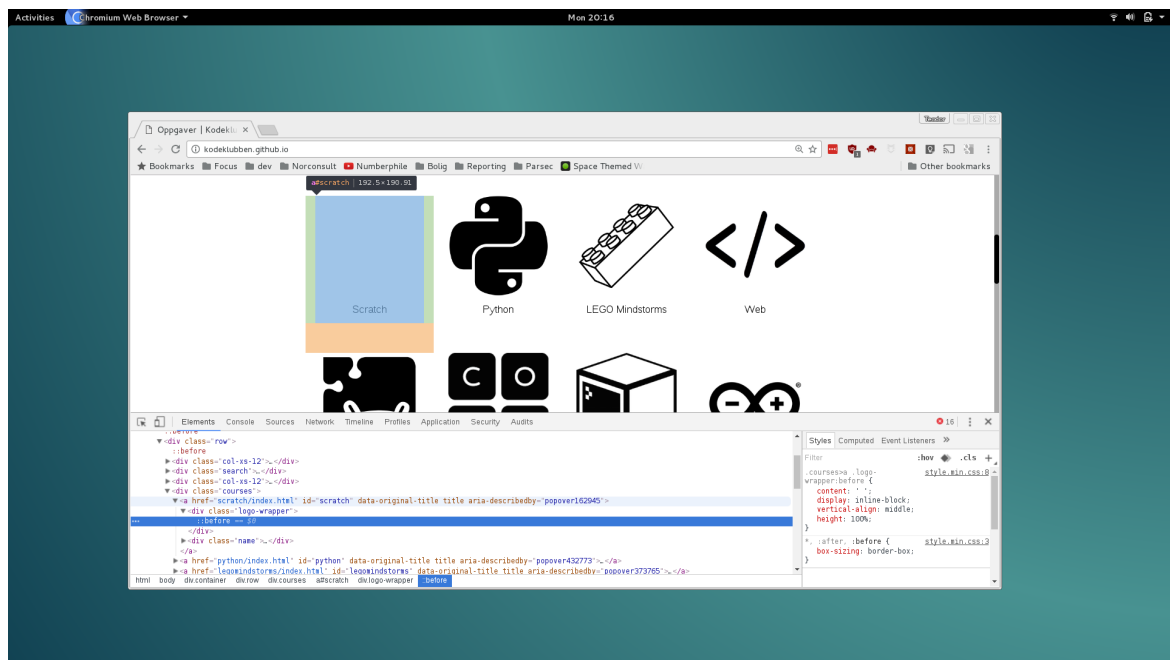 Activities Chromium Web Browser Mon 20:16
Oppgaver | Kodeklu
kodeklubben.github.io
Bookmarks Focus dev Norconsult Numberphile Bolig Reporting Parsec Space Themed W Other bookmarks
a#scratch | 192.5×190.91
Scratch Python LEGO Mindstorms Web
C O
Elements Console Sources Network Timeline Profiles Application Security Audits 16
::before
▼<div class="row">
::before
▶<div class="col-xs-12">…</div>
▶<div class="search">…</div>
▶<div class="col-xs-12">…</div>
▼<div class="courses">
▼<a href="scratch/index.html" id="scratch" data-original-title title aria-describedby="popover162945">
▼<div class="logo-wrapper">
::before == $0
</div>
▶<div class="name">…</div>
</a>
▶<a href="python/index.html" id="python" data-original-title title aria-describedby="popover432773">…</a>
▶<a href="legomindstorms/index.html" id="legomindstorms" data-original-title title aria-describedby="popover373765">…</a>
html body div.container div.row div.courses a#scratch div.logo-wrapper ::before
Styles Computed Event Listeners »
Filter :hov .cls +
.courses>a .logo-wrapper:before { style.min.css:8
content: ' ';
display: inline-block;
vertical-align: middle;
height: 100%;
}
*, :after, :before { style.min.css:3
box-sizing: border-box;
}